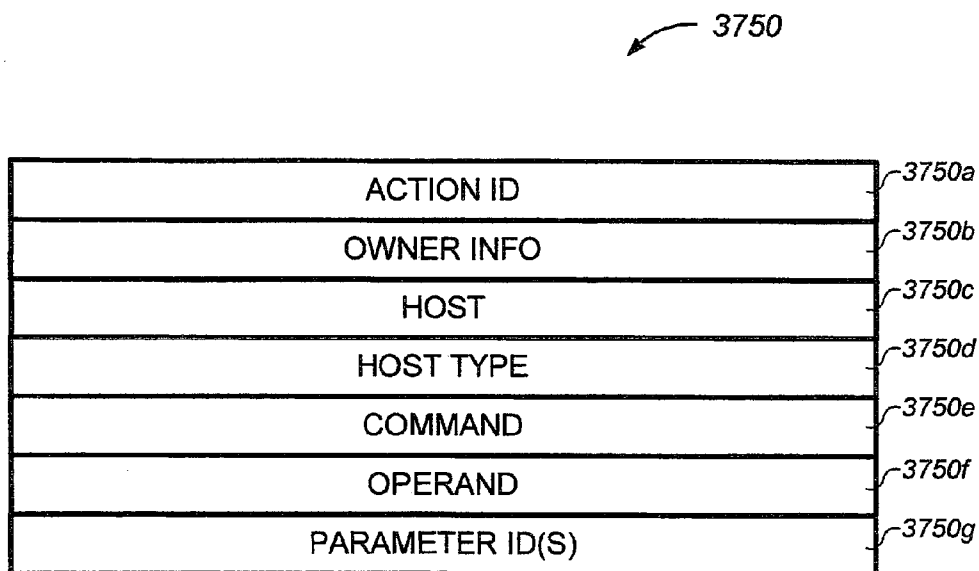 3750
ACTION ID 3750a
OWNER INFO 3750b
HOST 3750c
HOST TYPE 3750d
COMMAND 3750e
OPERAND 3750f
PARAMETER ID(S) 3750g